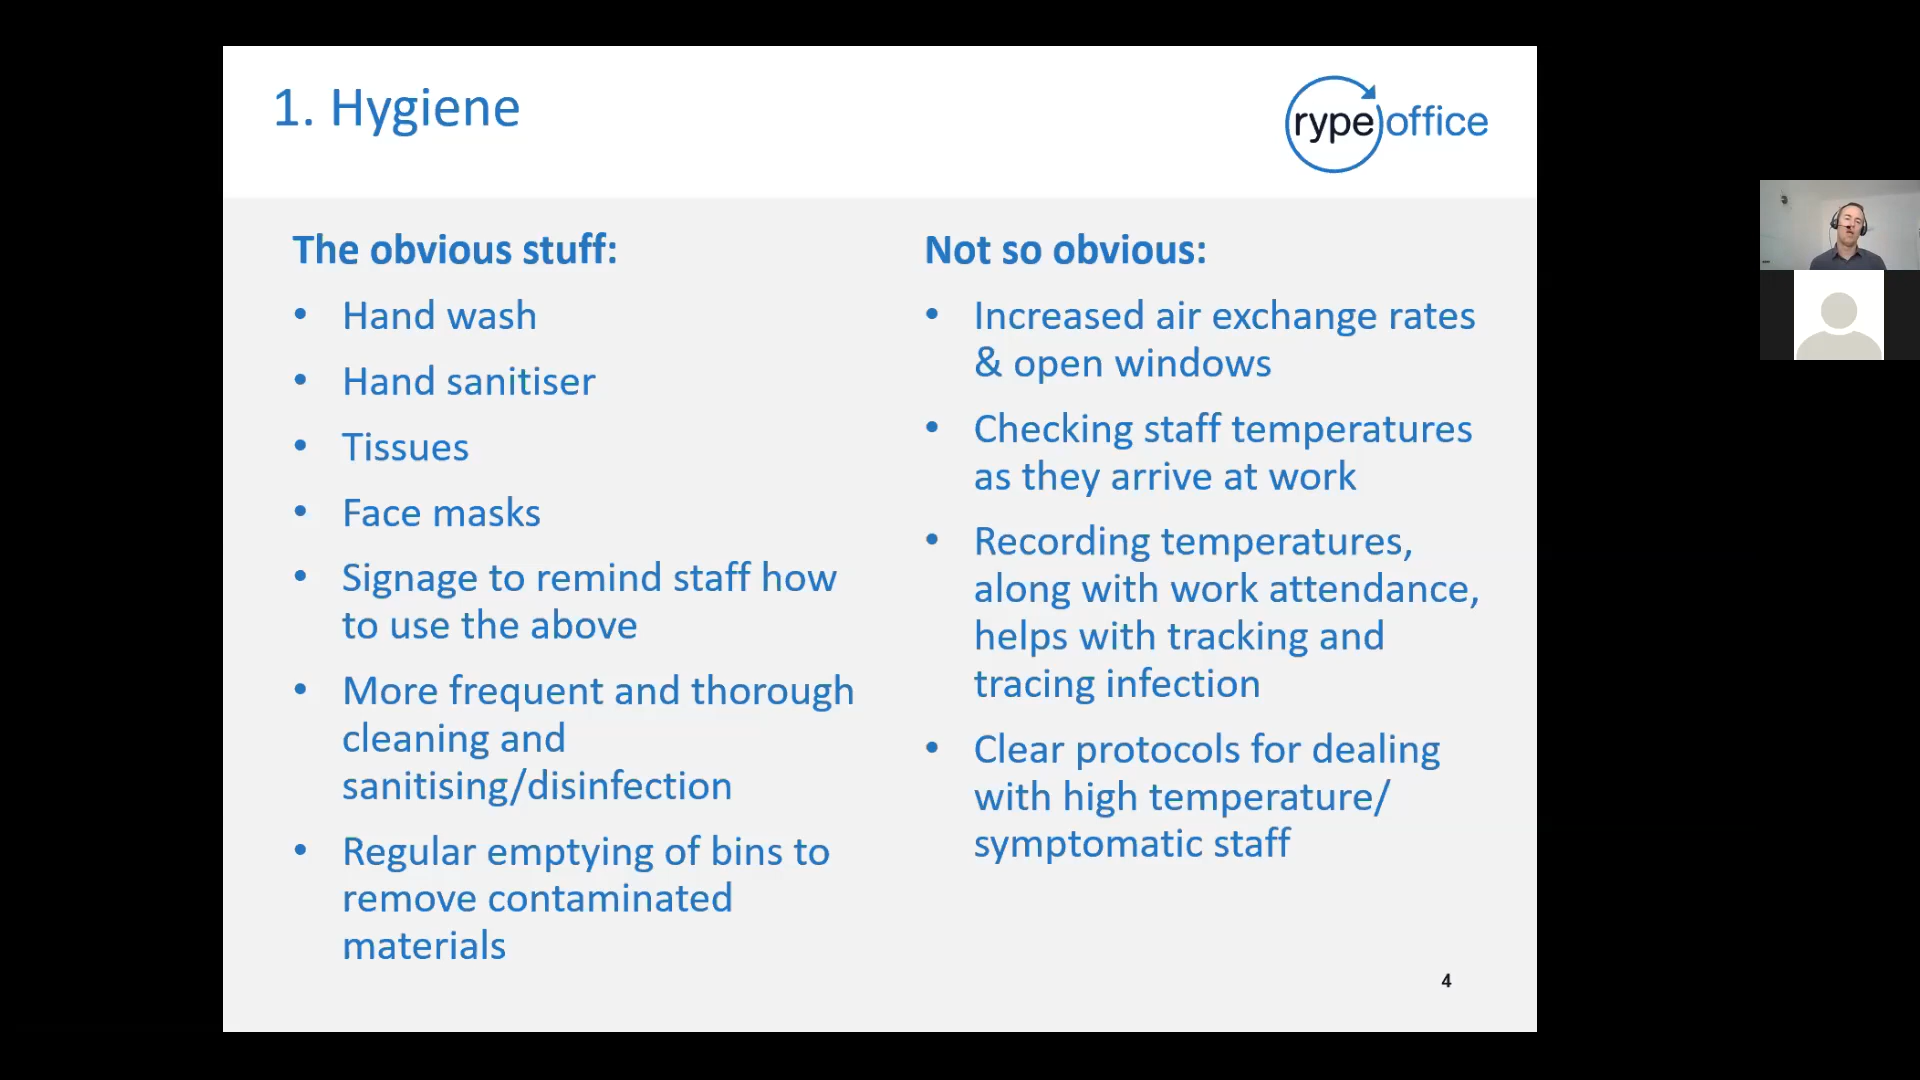 1. Hygiene
rype office
The obvious stuff:
• Hand wash
• Hand sanitiser
• Tissues
• Face masks
• Signage to remind staff how
to use the above
• More frequent and thorough
cleaning and
sanitising/disinfection
• Regular emptying of bins to
remove contaminated
materials
Not so obvious:
• Increased air exchange rates
& open windows
• Checking staff temperatures
as they arrive at work
• Recording temperatures,
along with work attendance,
helps with tracking and
tracing infection
• Clear protocols for dealing
with high temperature/
symptomatic staff
4